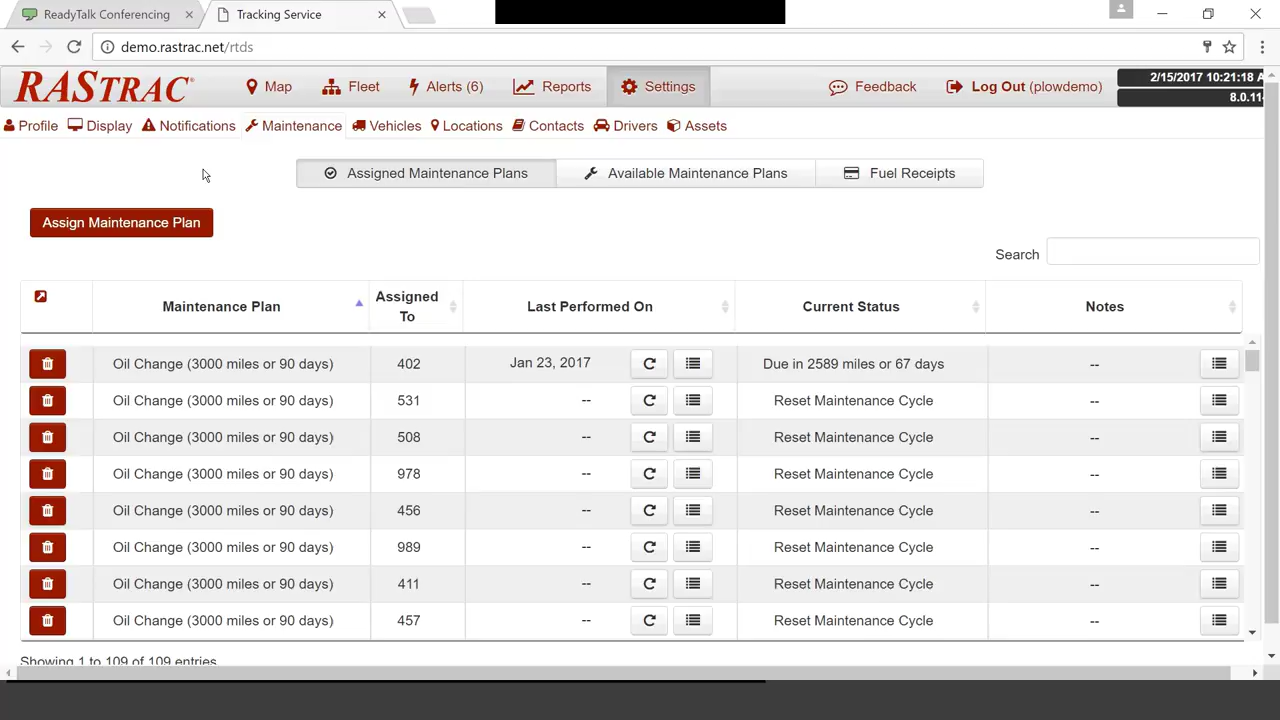 ReadyTalk Conferencing
Tracking Service
demo.rastrac.net/rtds
RASTRAC®
Map
Fleet
Alerts (6)
Reports
Settings
Feedback
Log Out (plowdemo)
2/15/2017 10:21:18 A
8.0.11
Profile
Display
Notifications
Maintenance
Vehicles
Locations
Contacts
Drivers
Assets
Assigned Maintenance Plans
Available Maintenance Plans
Fuel Receipts
Assign Maintenance Plan
Search
Maintenance Plan
Assigned
To
Last Performed On
Current Status
Notes
Oil Change (3000 miles or 90 days) 402 Jan 23, 2017 Due in 2589 miles or 67 days --
Oil Change (3000 miles or 90 days) 531 -- Reset Maintenance Cycle --
Oil Change (3000 miles or 90 days) 508 -- Reset Maintenance Cycle --
Oil Change (3000 miles or 90 days) 978 -- Reset Maintenance Cycle --
Oil Change (3000 miles or 90 days) 456 -- Reset Maintenance Cycle --
Oil Change (3000 miles or 90 days) 989 -- Reset Maintenance Cycle --
Oil Change (3000 miles or 90 days) 411 -- Reset Maintenance Cycle --
Oil Change (3000 miles or 90 days) 457 -- Reset Maintenance Cycle --
Showing 1 to 109 of 109 entries